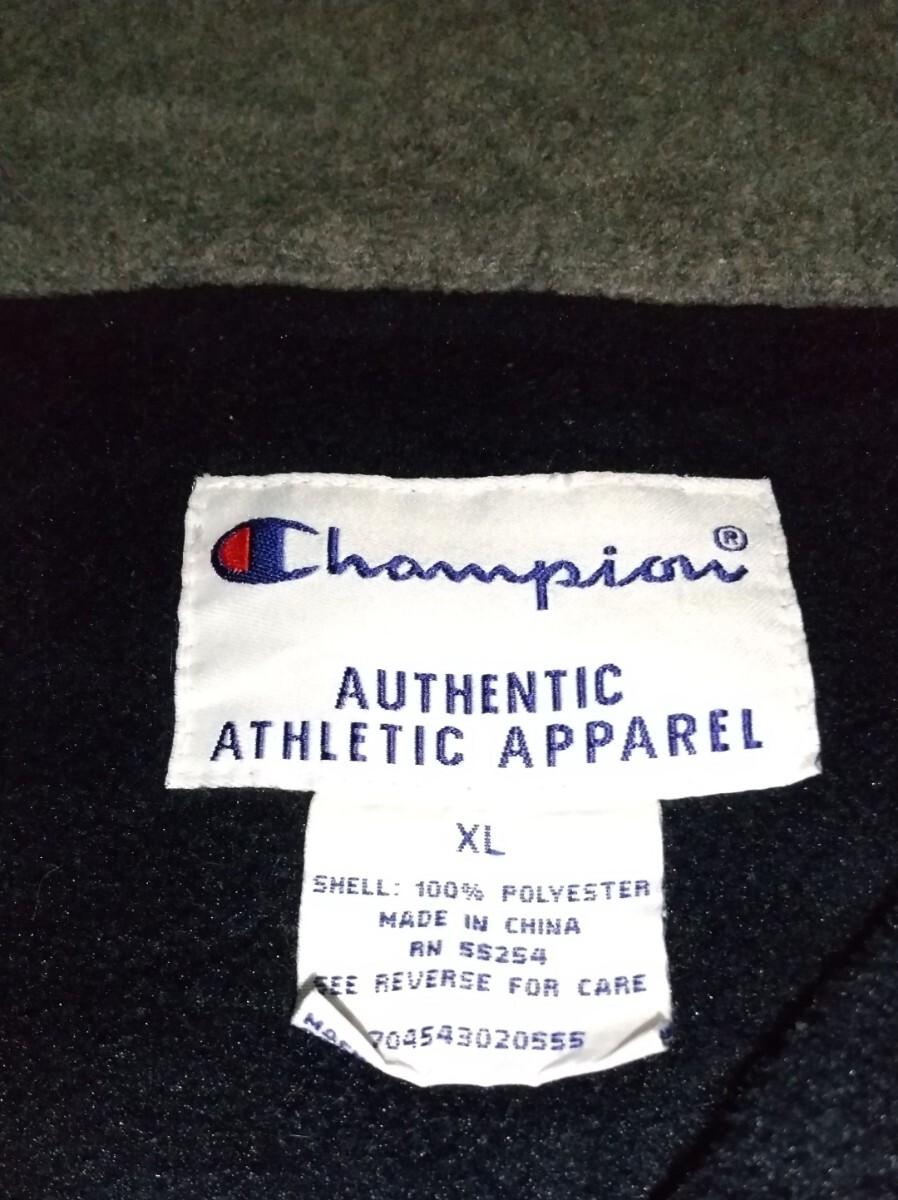 Champion®
AUTHENTIC
ATHLETIC APPAREL
XL
SHELL: 100% POLYESTER
MADE IN CHINA
RN 55254
SEE REVERSE FOR CARE
704543020555